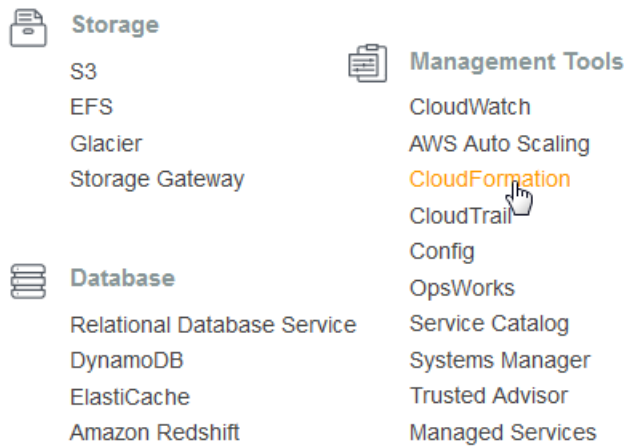 Storage
S3
EFS
Glacier
Storage Gateway
Database
Relational Database Service
DynamoDB
ElastiCache
Amazon Redshift
Management Tools
CloudWatch
AWS Auto Scaling
CloudFormation
CloudTrail
Config
OpsWorks
Service Catalog
Systems Manager
Trusted Advisor
Managed Services